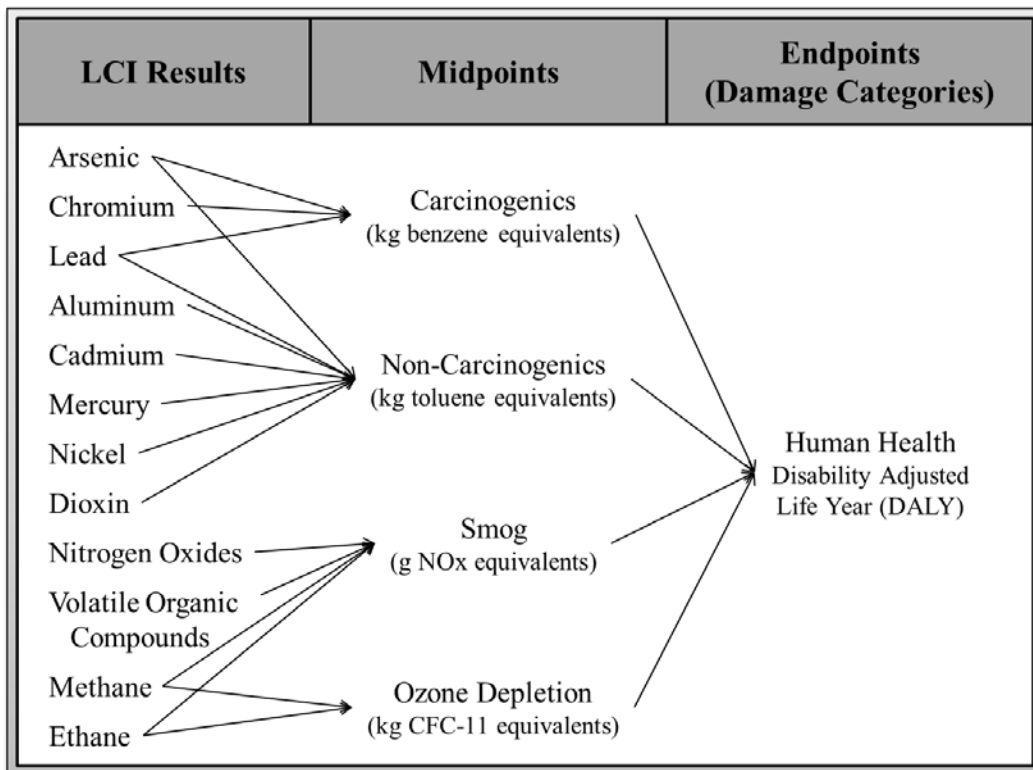 LCI Results
Midpoints
Endpoints
(Damage Categories)
Arsenic
Chromium
Lead
Aluminum
Cadmium
Mercury
Nickel
Dioxin
Nitrogen Oxides
Volatile Organic
Compounds
Methane
Ethane
Carcinogenics
(kg benzene equivalents)
Non-Carcinogenics
(kg toluene equivalents)
Smog
(g NOx equivalents)
Ozone Depletion
(kg CFC-11 equivalents)
Human Health
Disability Adjusted
Life Year (DALY)